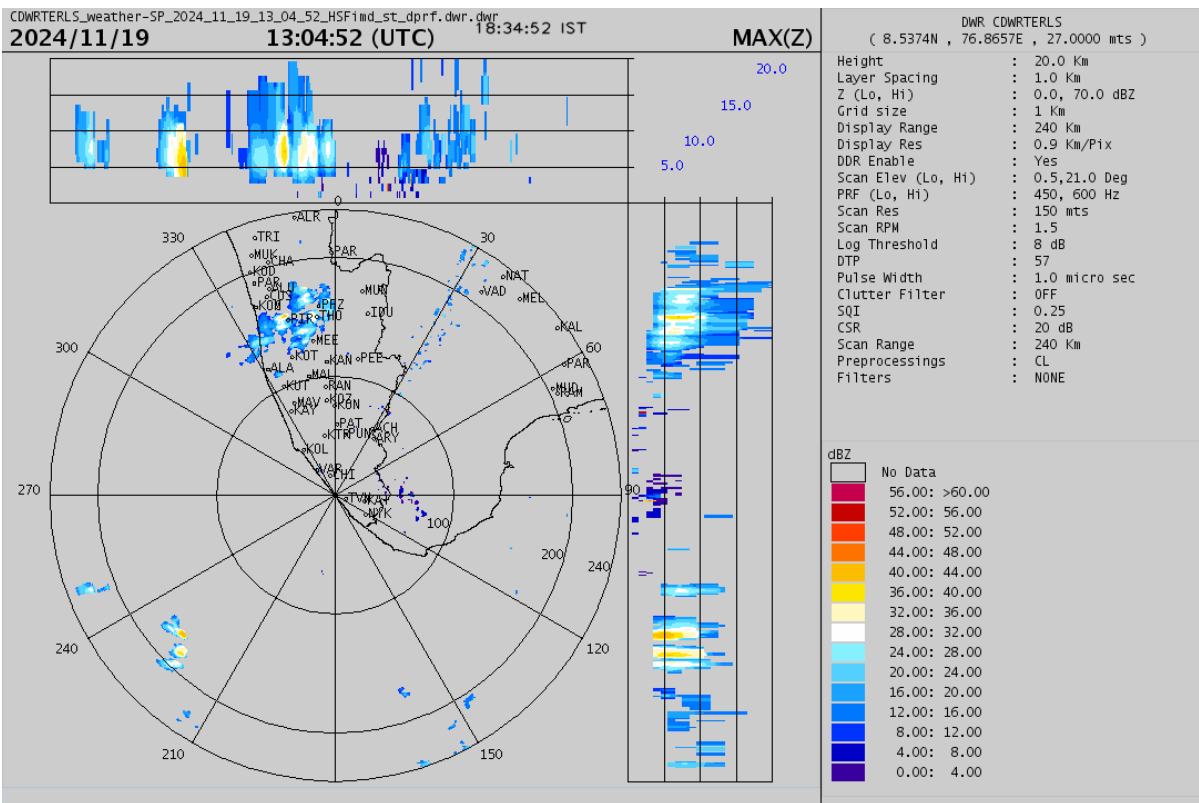 CDWRTERLS_weather-SP_2024_11_19_13_04_52_HSFimd_st_dprf.dwr.dwr
2024/11/19 13:04:52 (UTC) 18:34:52 IST MAX(Z)
20.0
15.0
10.0
5.0
0
ALR
330
TRI
30
MUK
CHA
PAR
KOD
NAT
PAR
MUN
VAD
MEL
KOM
PRZ
PIR
THO
IDU
KAL
MEE
300
60
KOT
KAN
PEE
PAR
ALA
MAL
KUT
RAN
MAV
KOZ
KON
KAY
PAT
ACH
PUN
ARY
KOL
VAR
CHI
270
90
NYK
100
200
240
240
120
210
150
DWR CDWRTERLS
( 8.5374N , 76.8657E , 27.0000 mts )
Height : 20.0 Km
Layer Spacing : 1.0 Km
Z (Lo, Hi) : 0.0, 70.0 dBZ
Grid size : 1 Km
Display Range : 240 Km
Display Res : 0.9 Km/Pix
DDR Enable : Yes
Scan Elev (Lo, Hi) : 0.5,21.0 Deg
PRF (Lo, Hi) : 450, 600 Hz
Scan Res : 150 mts
Scan RPM : 1.5
Log Threshold : 8 dB
DTP : 57
Pulse Width : 1.0 micro sec
Clutter Filter : OFF
SQI : 0.25
CSR : 20 dB
Scan Range : 240 Km
Preprocessings : CL
Filters : NONE
dBZ
No Data
56.00: >60.00
52.00: 56.00
48.00: 52.00
44.00: 48.00
40.00: 44.00
36.00: 40.00
32.00: 36.00
28.00: 32.00
24.00: 28.00
20.00: 24.00
16.00: 20.00
12.00: 16.00
8.00: 12.00
4.00: 8.00
0.00: 4.00